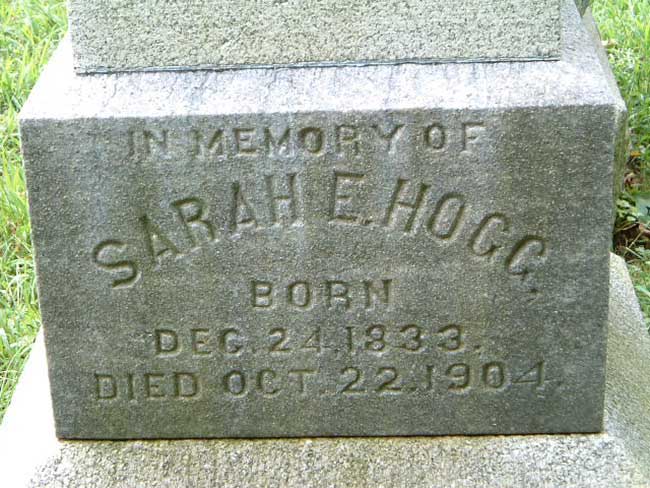 IN MEMORY OF
SARAH E. HOGG.
BORN
DEC. 24, 1833.
DIED OCT. 22, 1904.